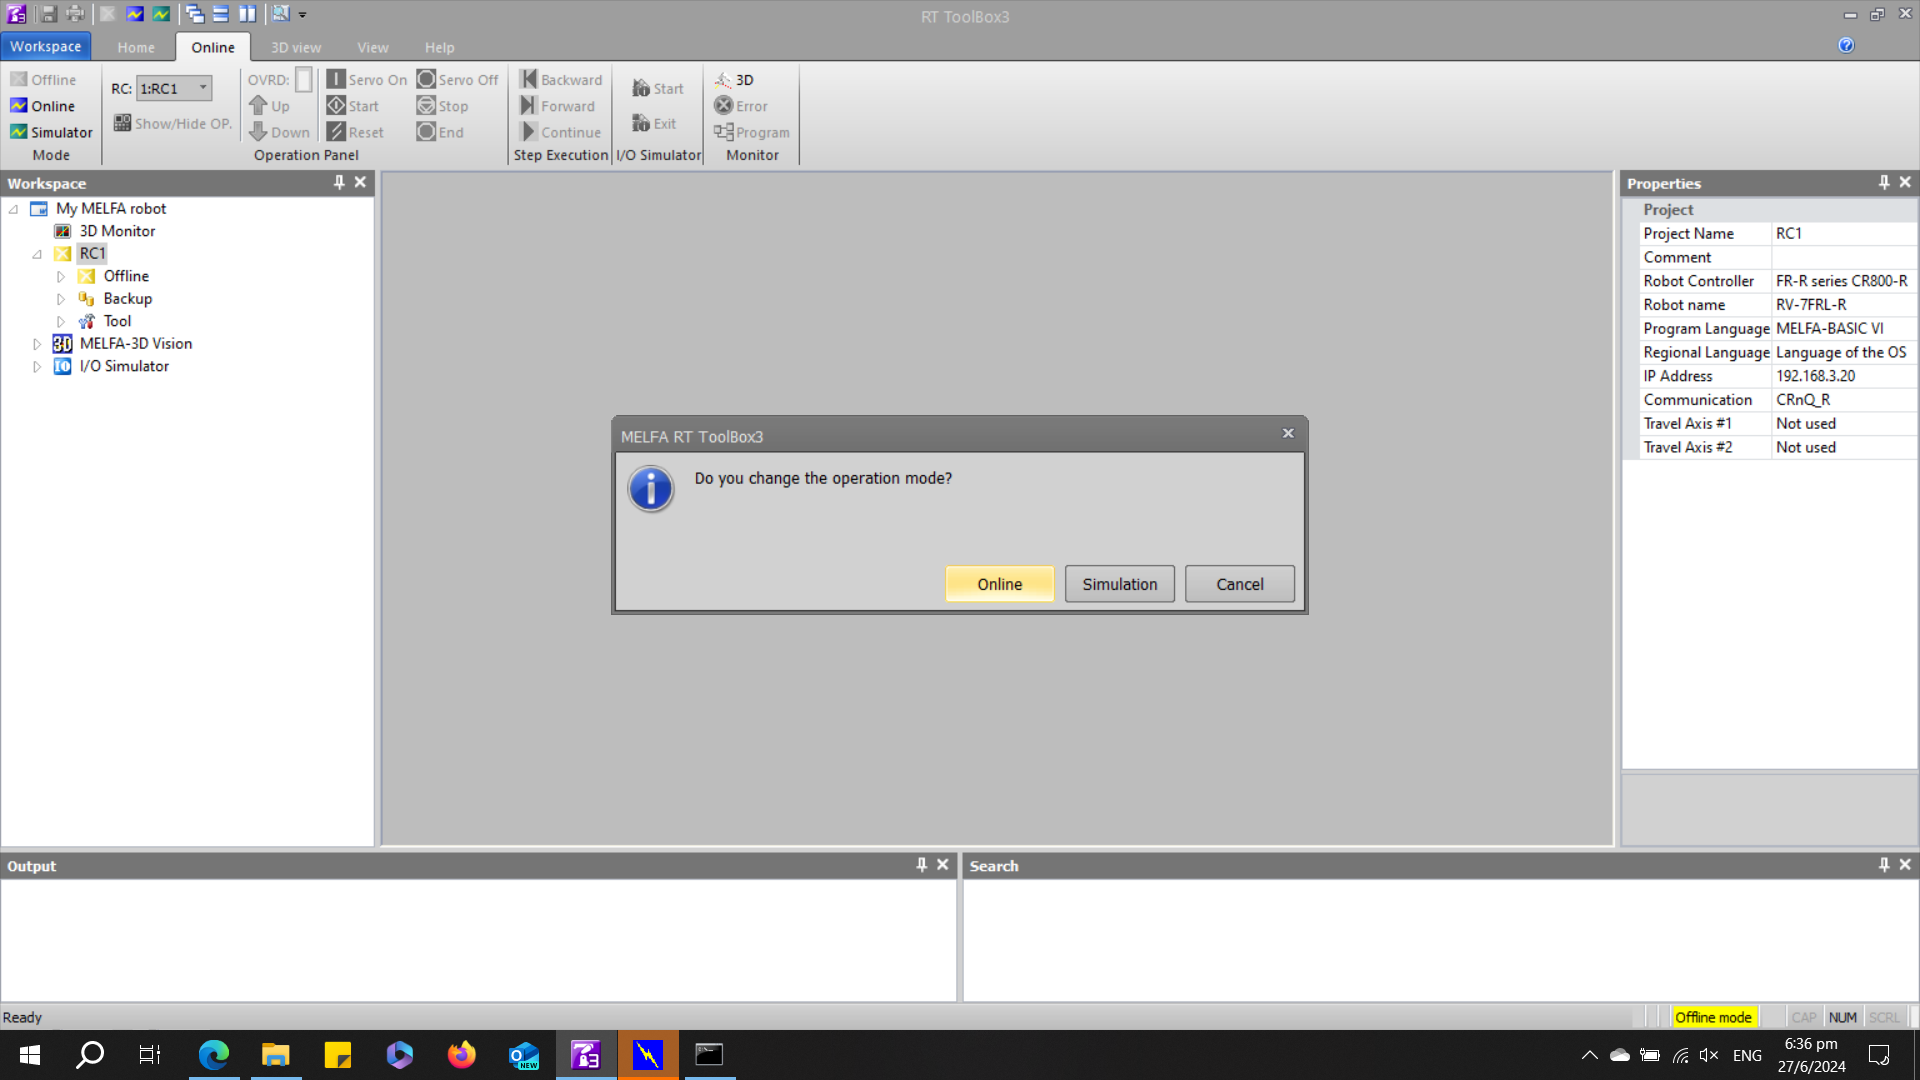 RT ToolBox3
Workspace
Home
Online
3D view
View
Help
Offline
Online
Simulator
Mode
RC:
1:RC1
Show/Hide OP.
OVRD:
Up
Down
Servo On
Start
Reset
Servo Off
Stop
End
Operation Panel
Backward
Forward
Continue
Step Execution
Start
Exit
I/O Simulator
3D
Error
Program
Monitor
Workspace
My MELFA robot
3D Monitor
RC1
Offline
Backup
Tool
MELFA-3D Vision
I/O Simulator
MELFA RT ToolBox3
Do you change the operation mode?
Online
Simulation
Cancel
Properties
Project
Project Name RC1
Comment
Robot Controller FR-R series CR800-R
Robot name RV-7FRL-R
Program Language MELFA-BASIC VI
Regional Language Language of the OS
IP Address 192.168.3.20
Communication CRnQ_R
Travel Axis #1 Not used
Travel Axis #2 Not used
Output
Search
Ready
Offline mode
CAP
NUM
SCRL
NEW
ENG
6:36 pm
27/6/2024